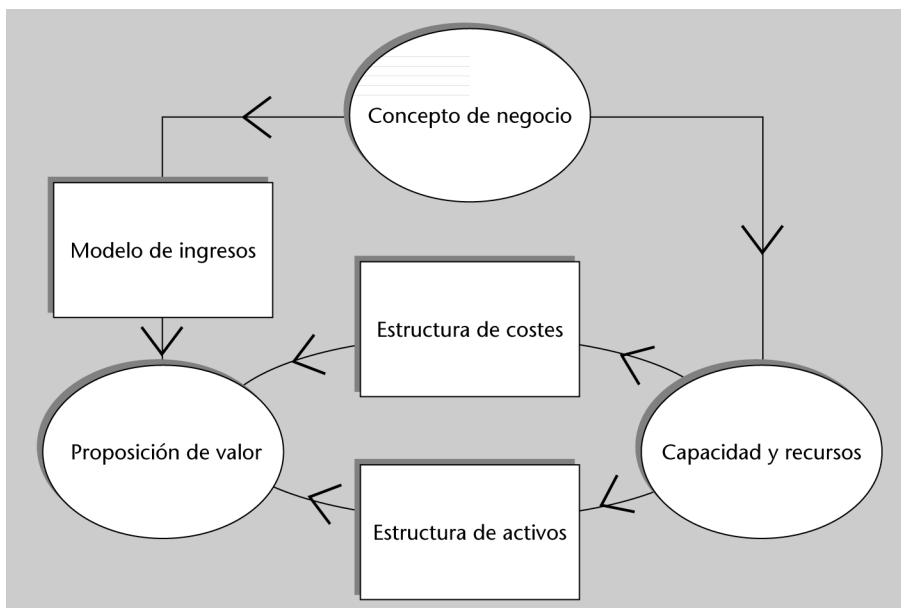 Concepto de negocio
Modelo de ingresos
Estructura de costes
Proposición de valor
Capacidad y recursos
Estructura de activos